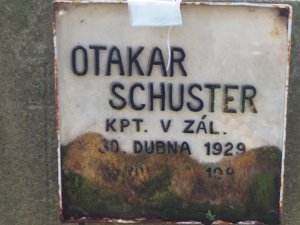 OTAKAR
SCHUSTER
KPT. V ZÁL.
30. DUBNA 1929